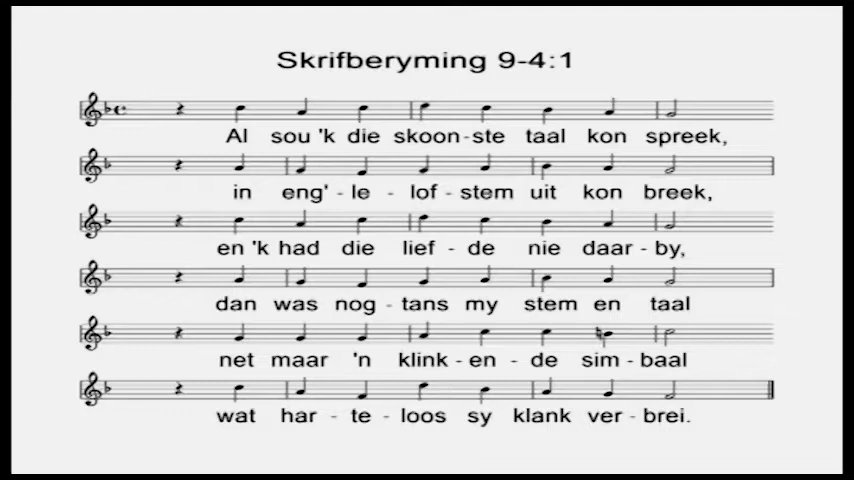 Skrifberyming 9-4:1
Al sou 'k die skoon-ste taal kon spreek,
in eng'-le-lof-stem uit kon breek,
en 'k had die lief-de nie daar-by,
dan was nog-tans my stem en taal
net maar 'n klink-en-de sim-baal
wat har-te-loos sy klank ver-brei.